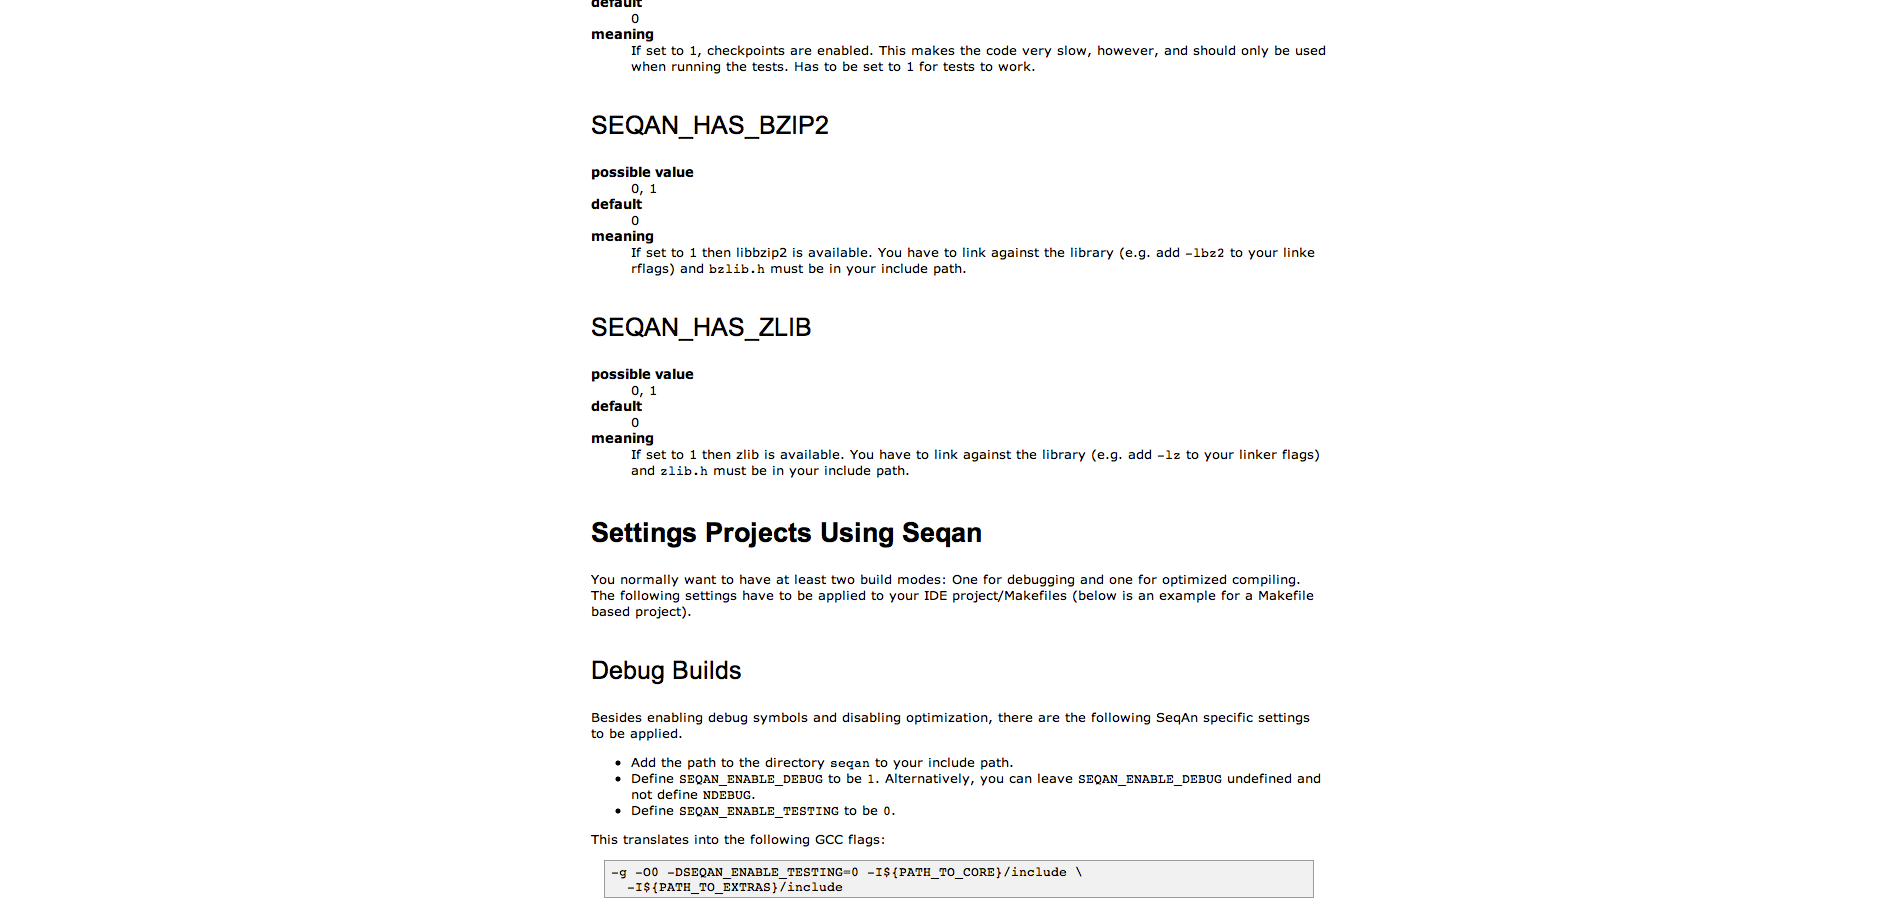 default
0
meaning
If set to 1, checkpoints are enabled. This makes the code very slow, however, and should only be used
when running the tests. Has to be set to 1 for tests to work.
SEQAN_HAS_BZIP2
possible value
0, 1
default
0
meaning
If set to 1 then libbzip2 is available. You have to link against the library (e.g. add -lbz2 to your linke
rflags) and bzlib.h must be in your include path.
SEQAN_HAS_ZLIB
possible value
0, 1
default
0
meaning
If set to 1 then zlib is available. You have to link against the library (e.g. add -lz to your linker flags)
and zlib.h must be in your include path.
Settings Projects Using Seqan
You normally want to have at least two build modes: One for debugging and one for optimized compiling.
The following settings have to be applied to your IDE project/Makefiles (below is an example for a Makefile
based project).
Debug Builds
Besides enabling debug symbols and disabling optimization, there are the following SeqAn specific settings
to be applied.
• Add the path to the directory seqan to your include path.
• Define SEQAN_ENABLE_DEBUG to be 1. Alternatively, you can leave SEQAN_ENABLE_DEBUG undefined and
not define NDEBUG.
• Define SEQAN_ENABLE_TESTING to be 0.
This translates into the following GCC flags:
-g -O0 -DSEQAN_ENABLE_TESTING=0 -I${PATH_TO_CORE}/include \
-I${PATH_TO_EXTRAS}/include